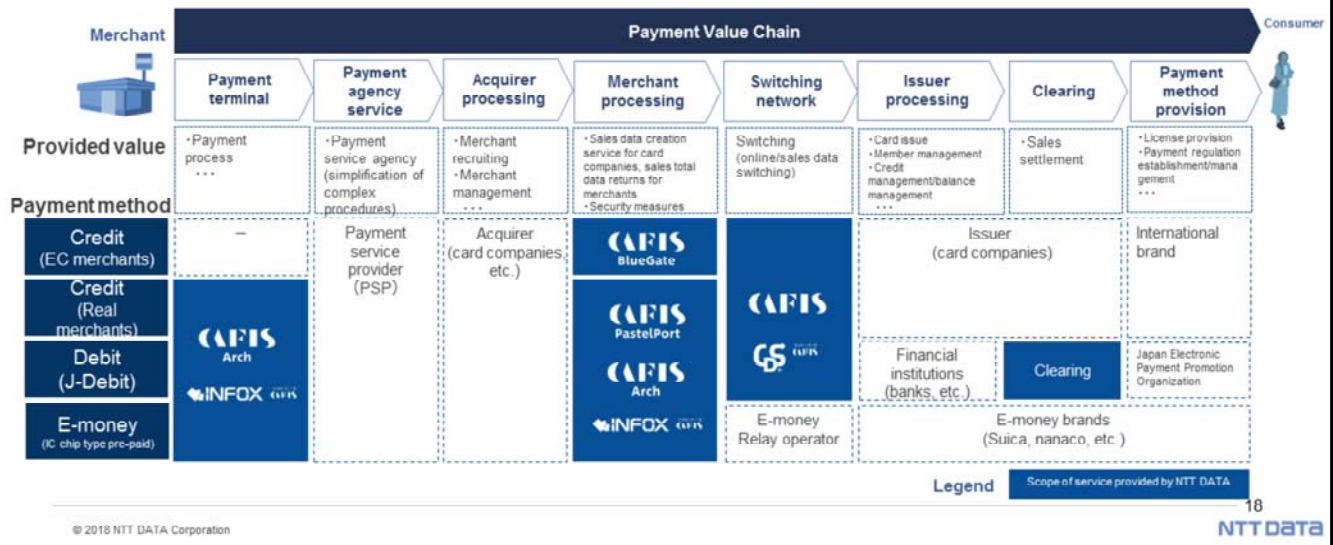 Merchant
Payment Value Chain
Consumer
Payment
terminal
Payment
agency
service
Acquirer
processing
Merchant
processing
Switching
network
Issuer
processing
Clearing
Payment
method
provision
Provided value
・Payment
process
・・・
・Payment
service agency
(simplification of
complex
procedures)
・Merchant
recruiting
・Merchant
management
・・・
・Sales data creation
service for card
companies, sales total
data returns for
merchants
・Security measures
Switching
(online/sales data
switching)
・Card issue
・Member management
・Credit
management/balance
management
・・・
・Sales
settlement
・License provision
・Payment regulation
establishment/mana
gement
・・・
Payment method
Credit
(EC merchants)
–
Payment
service
provider
(PSP)
Acquirer
(card companies,
etc.)
CAFIS
BlueGate
CAFIS
CDS CAFIS
Issuer
(card companies)
International
brand
Credit
(Real
merchants)
CAFIS
Arch
INFOX CAFIS
CAFIS
PastelPort
CAFIS
Arch
INFOX CAFIS
Debit
(J-Debit)
Financial
institutions
(banks, etc.)
Clearing
Japan Electronic
Payment Promotion
Organization
E-money
(IC chip type pre-paid)
E-money
Relay operator
E-money brands
(Suica, nanaco, etc.)
Legend
Scope of service provided by NTT DATA
18
© 2018 NTT DATA Corporation
NTT DATA